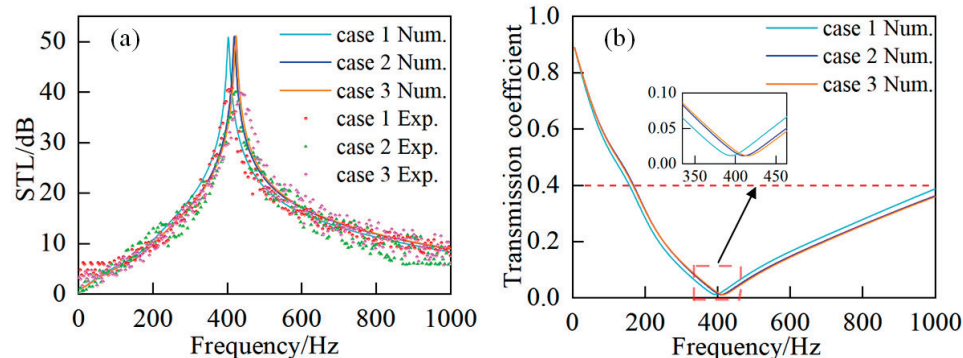 (a)
case 1 Num.
case 2 Num.
case 3 Num.
case 1 Exp.
case 2 Exp.
case 3 Exp.
50
40
30
20
10
0
STL/dB
0 200 400 600 800 1000
Frequency/Hz
(b)
case 1 Num.
case 2 Num.
case 3 Num.
1.0
0.8
0.6
0.4
0.2
0.0
Transmission coefficient
0.10
0.05
0.00
350 400 450
0 200 400 600 800 1000
Frequency/Hz